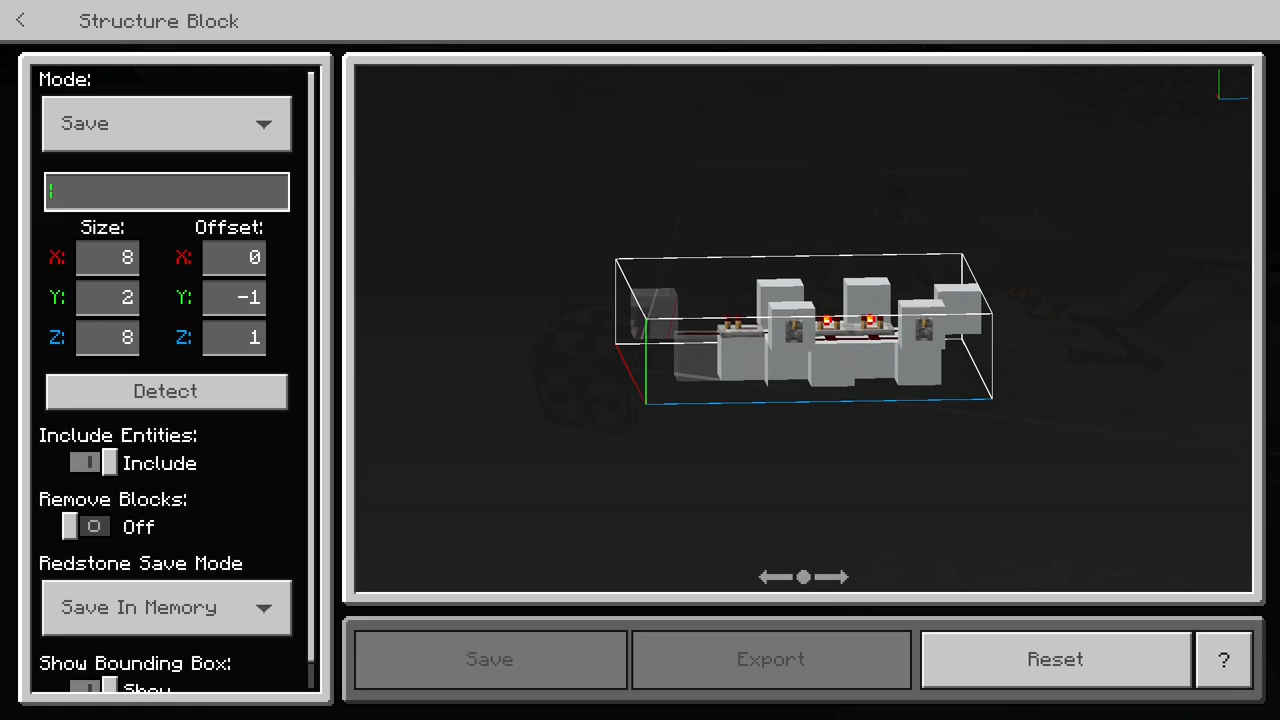 Structure Block
Mode:
Save
Size: Offset:
X: 8 X: 0
Y: 2 Y: -1
Z: 8 Z: 1
Detect
Include Entities:
Include
Remove Blocks:
Off
Redstone Save Mode
Save In Memory
Show Bounding Box:
Show
Save Export Reset ?